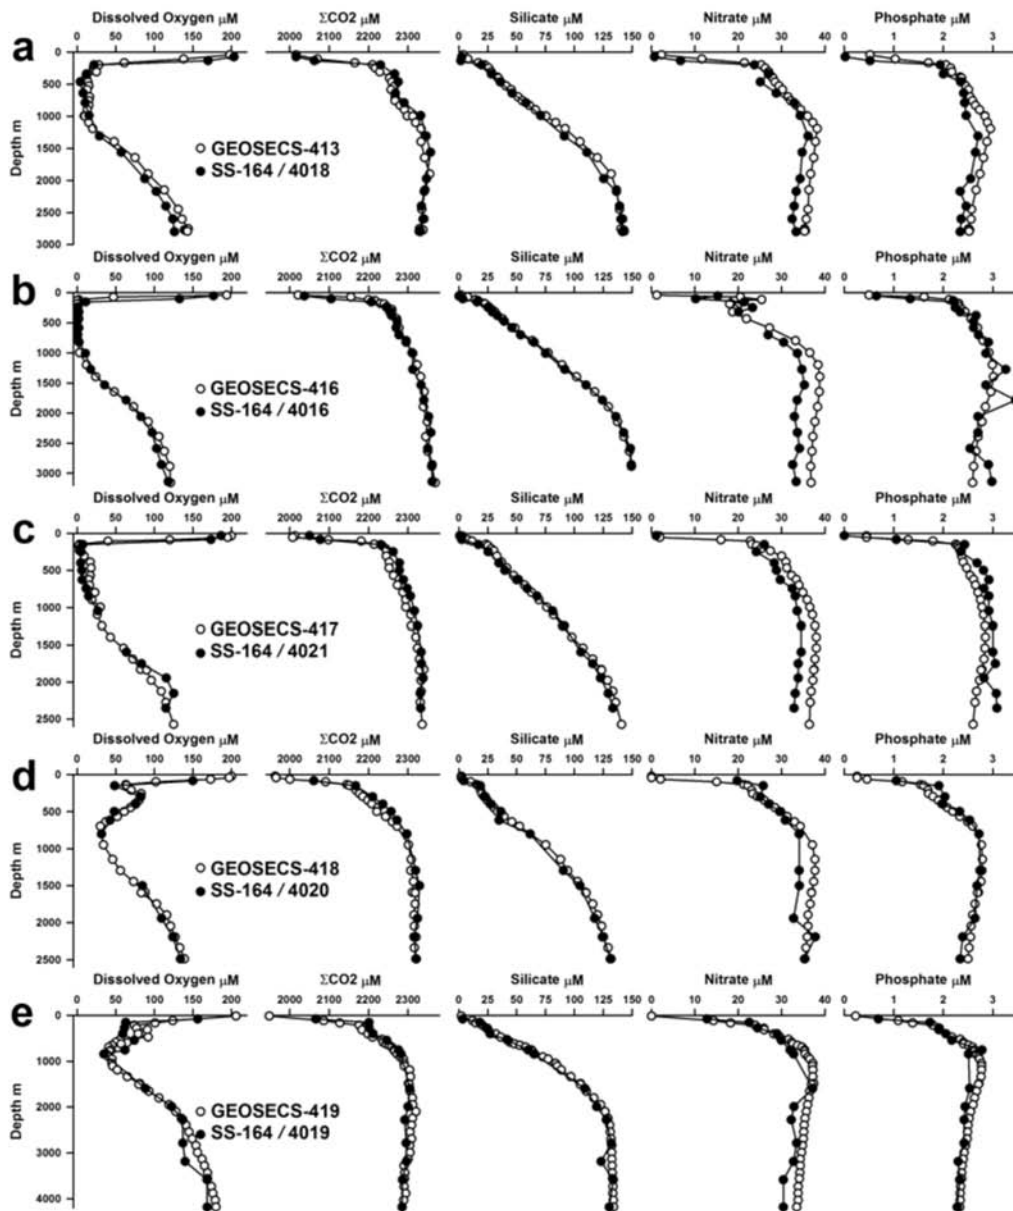 Dissolved Oxygen μM ΣCO2 μM Silicate μM Nitrate μM Phosphate μM
0 50 100 150 200 2000 2100 2200 2300 0 25 50 75 100 125 150 0 10 20 30 40 0 1 2 3
a
0
500
1000
1500
2000
2500
3000
Depth m
GEOSECS-413
SS-164 / 4018
Dissolved Oxygen μM ΣCO2 μM Silicate μM Nitrate μM Phosphate μM
0 50 100 150 200 2000 2100 2200 2300 0 25 50 75 100 125 150 0 10 20 30 40 0 1 2 3
b
0
500
1000
1500
2000
2500
3000
Depth m
GEOSECS-416
SS-164 / 4016
Dissolved Oxygen μM ΣCO2 μM Silicate μM Nitrate μM Phosphate μM
0 50 100 150 200 2000 2100 2200 2300 0 25 50 75 100 125 150 0 10 20 30 40 0 1 2 3
c
0
500
1000
1500
2000
2500
Depth m
GEOSECS-417
SS-164 / 4021
Dissolved Oxygen μM ΣCO2 μM Silicate μM Nitrate μM Phosphate μM
0 50 100 150 200 2000 2100 2200 2300 0 25 50 75 100 125 150 0 10 20 30 40 0 1 2 3
d
0
500
1000
1500
2000
2500
Depth m
GEOSECS-418
SS-164 / 4020
Dissolved Oxygen μM ΣCO2 μM Silicate μM Nitrate μM Phosphate μM
0 50 100 150 200 2000 2100 2200 2300 0 25 50 75 100 125 150 0 10 20 30 40 0 1 2 3
e
0
1000
2000
3000
4000
Depth m
GEOSECS-419
SS-164 / 4019